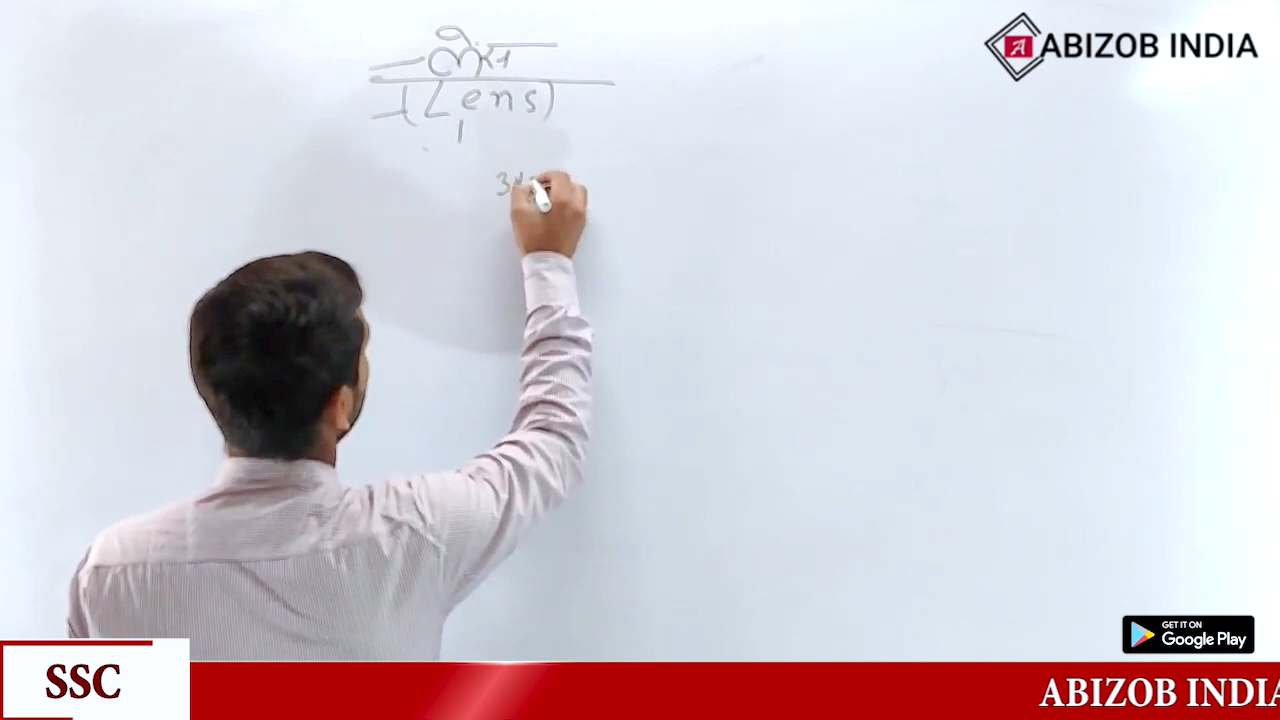 लेंस
(Lens)
ABIZOB INDIA
GET IT ON
Google Play
SSC
ABIZOB INDIA